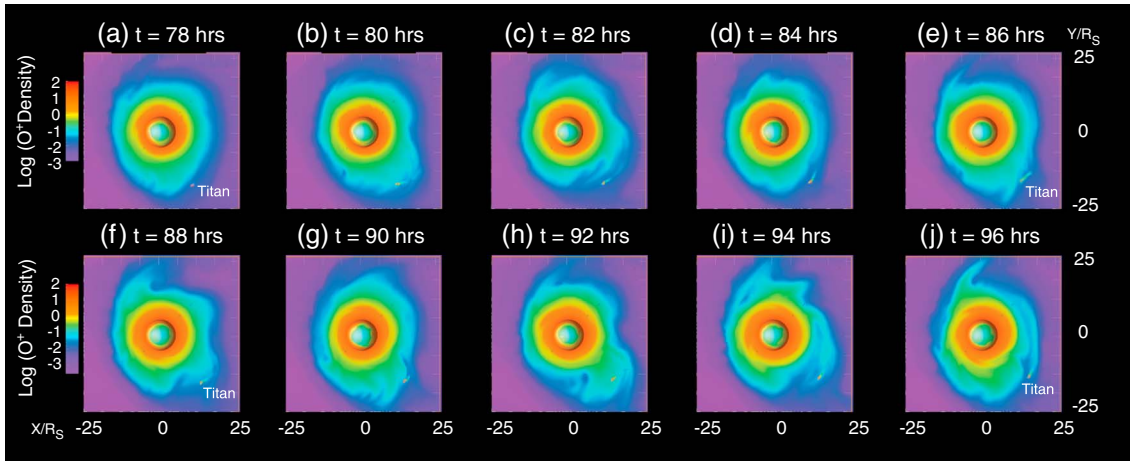 (a) t = 78 hrs (b) t = 80 hrs (c) t = 82 hrs (d) t = 84 hrs (e) t = 86 hrs Y/R_S
Log (O⁺Density)
2
1
0
-1
-2
-3
Titan
Titan
25
0
-25
(f) t = 88 hrs (g) t = 90 hrs (h) t = 92 hrs (i) t = 94 hrs (j) t = 96 hrs
Log (O⁺ Density)
2
1
0
-1
-2
-3
Titan
Titan
25
0
-25
X/R_S -25 0 25 -25 0 25 -25 0 25 -25 0 25 -25 0 25